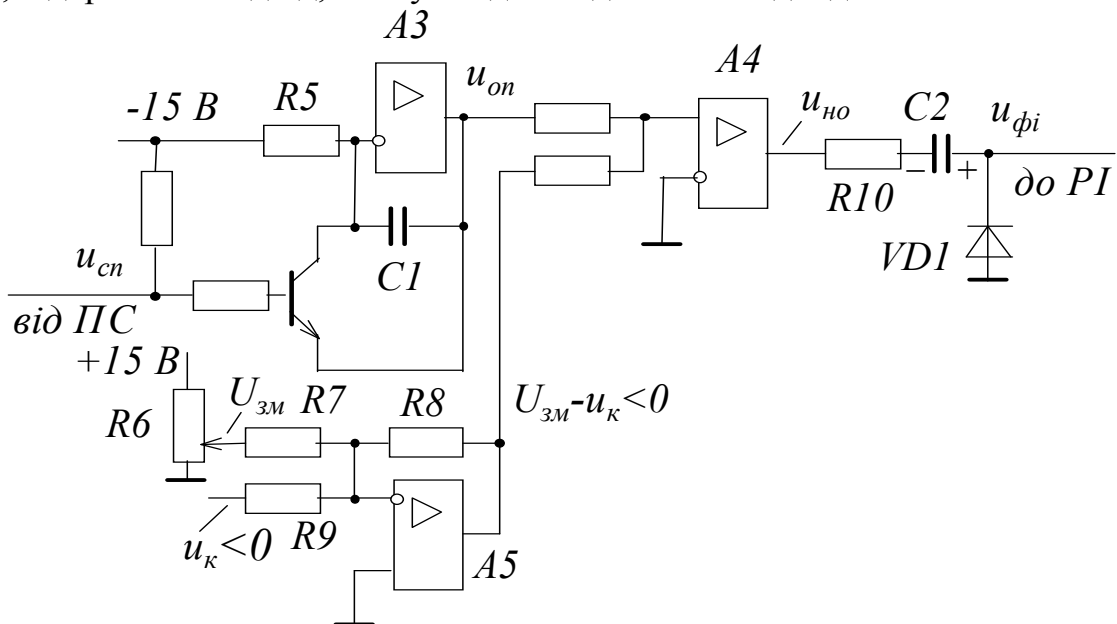 A3
A4
u_оп
-15 В
R5
u_но
C2
u_фі
R10
до РІ
− +
VD1
u_сп
C1
від ПС
+15 В
U_зм
R7
R8
U_зм-u_к<0
R6
R9
u_к<0
A5